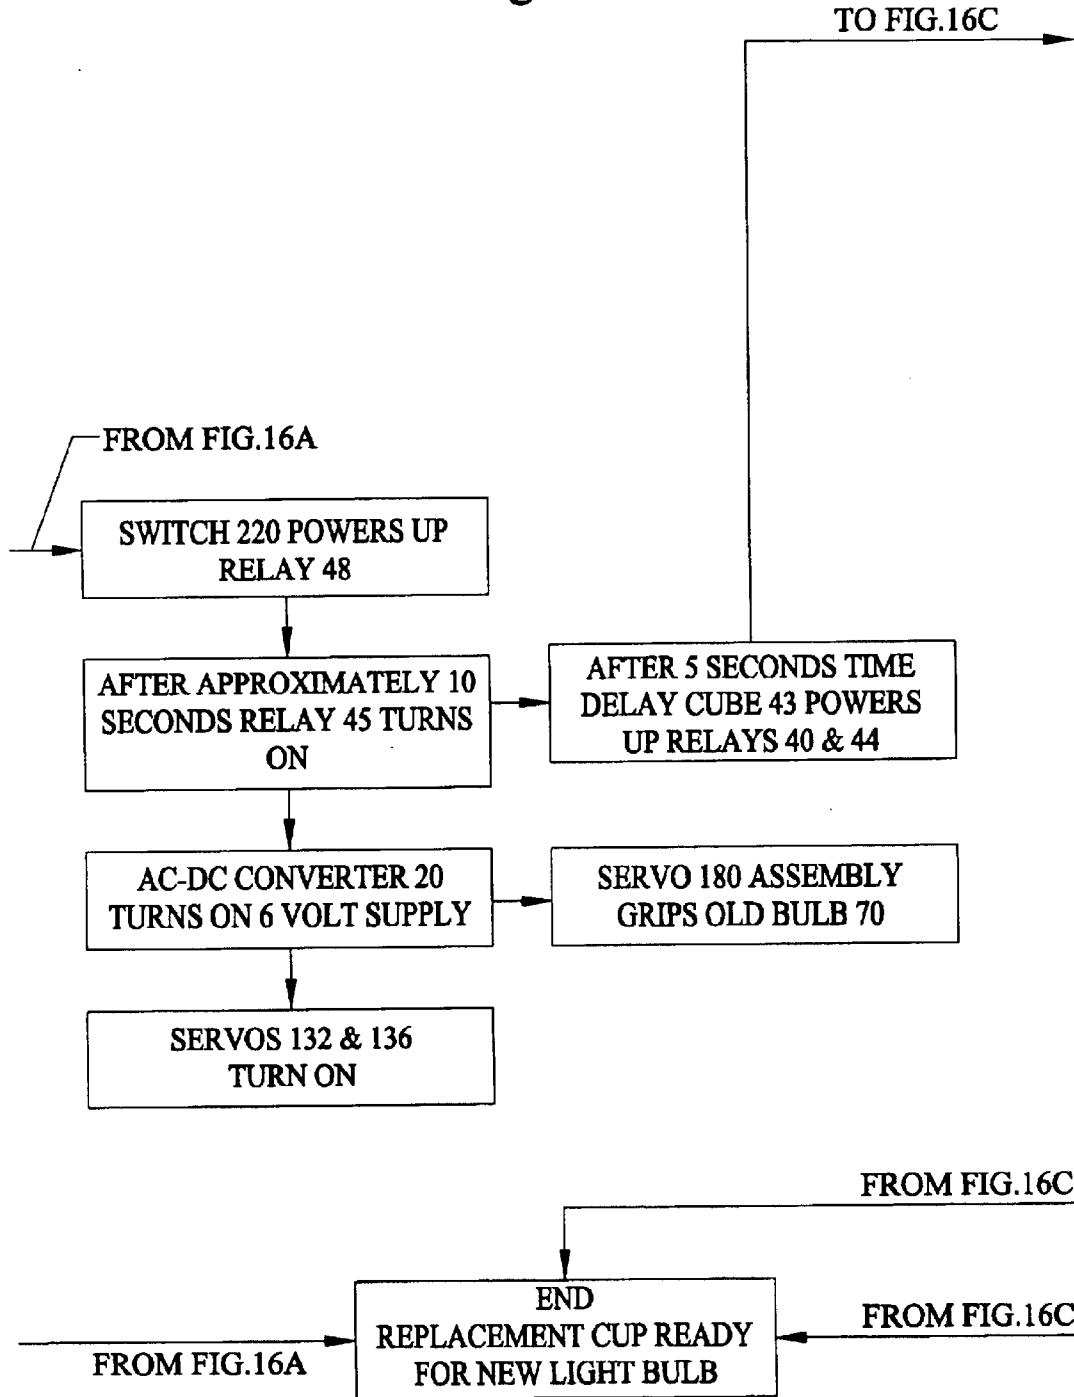 TO FIG.16C
FROM FIG.16A
SWITCH 220 POWERS UP
RELAY 48
AFTER APPROXIMATELY 10
SECONDS RELAY 45 TURNS
ON
AFTER 5 SECONDS TIME
DELAY CUBE 43 POWERS
UP RELAYS 40 & 44
AC-DC CONVERTER 20
TURNS ON 6 VOLT SUPPLY
SERVO 180 ASSEMBLY
GRIPS OLD BULB 70
SERVOS 132 & 136
TURN ON
FROM FIG.16C
END
REPLACEMENT CUP READY
FOR NEW LIGHT BULB
FROM FIG.16A
FROM FIG.16C